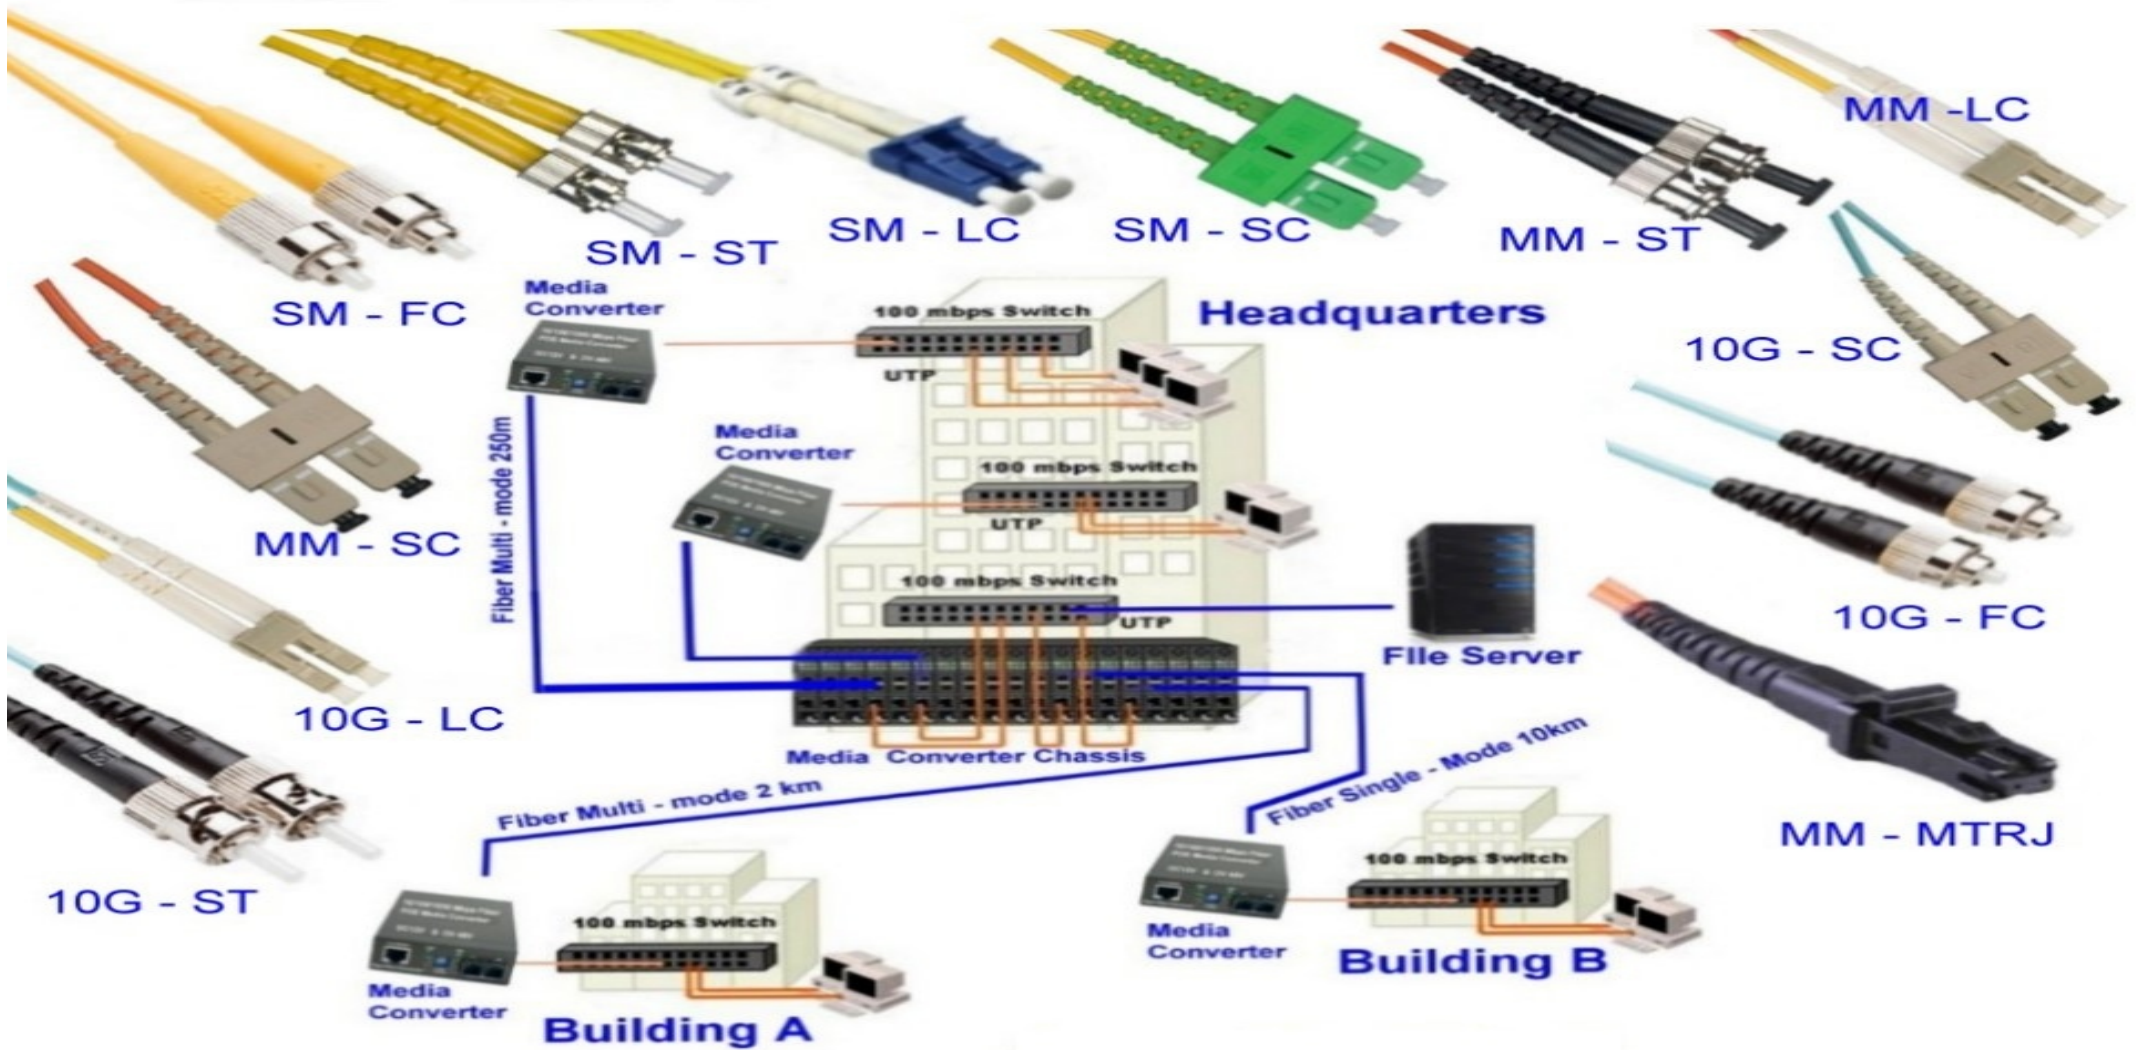 MM -LC
SM - ST
SM - LC
SM - SC
MM - ST
SM - FC
Media
Converter
100 mbps Switch
Headquarters
10G - SC
UTP
Media
Converter
Fiber Multi - mode 250m
100 mbps Switch
UTP
MM - SC
100 mbps Switch
UTP
10G - FC
FIle Server
10G - LC
Media Converter Chassis
Fiber Multi - mode 2 km
Fiber Single - Mode 10km
MM - MTRJ
10G - ST
100 mbps Switch
Media
Converter
Building B
100 mbps Switch
Media
Converter
Building A